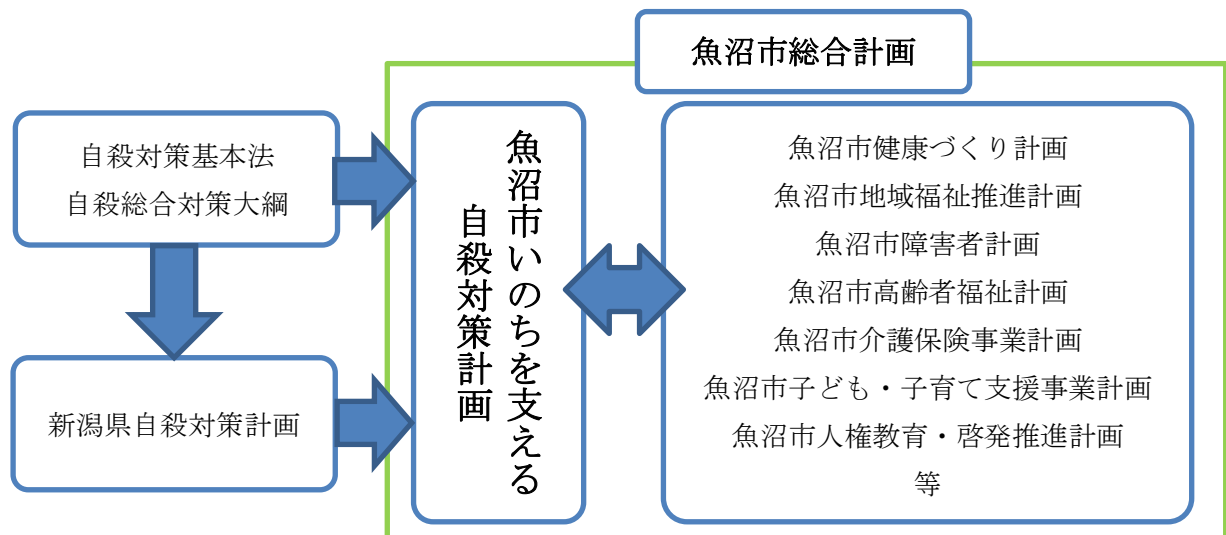 魚沼市総合計画
自殺対策基本法
自殺総合対策大綱
新潟県自殺対策計画
魚沼市いのちを支える
自殺対策計画
魚沼市健康づくり計画
魚沼市地域福祉推進計画
魚沼市障害者計画
魚沼市高齢者福祉計画
魚沼市介護保険事業計画
魚沼市子ども・子育て支援事業計画
魚沼市人権教育・啓発推進計画
等